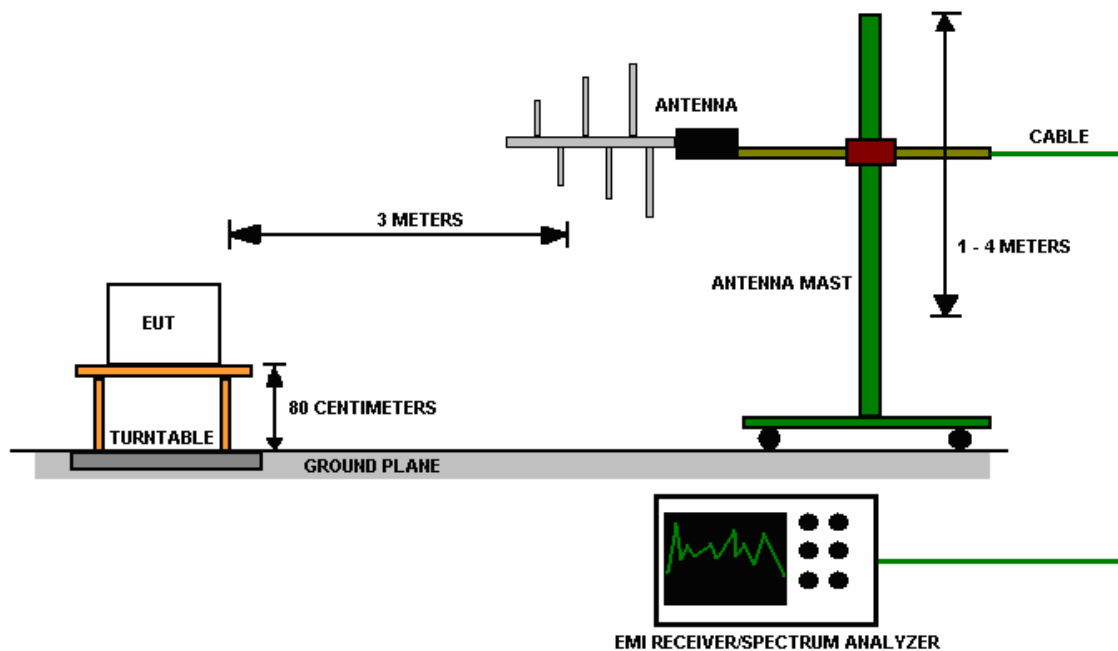 ANTENNA
CABLE
3 METERS
1 - 4 METERS
ANTENNA MAST
EUT
80 CENTIMETERS
TURNTABLE
GROUND PLANE
EMI RECEIVER/SPECTRUM ANALYZER